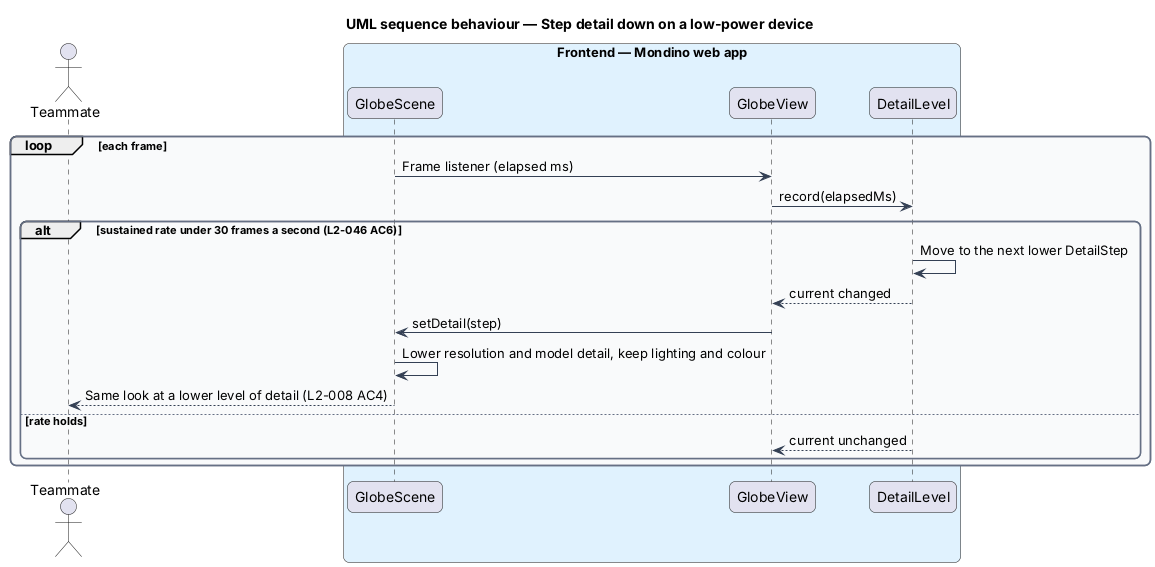 UML sequence behaviour — Step detail down on a low-power device
Frontend — Mondino web app
Teammate
GlobeScene
GlobeView
DetailLevel
loop [each frame]
Frame listener (elapsed ms)
record(elapsedMs)
alt [sustained rate under 30 frames a second (L2-046 AC6)]
Move to the next lower DetailStep
current changed
setDetail(step)
Lower resolution and model detail, keep lighting and colour
Same look at a lower level of detail (L2-008 AC4)
[rate holds]
current unchanged
Teammate
GlobeScene
GlobeView
DetailLevel